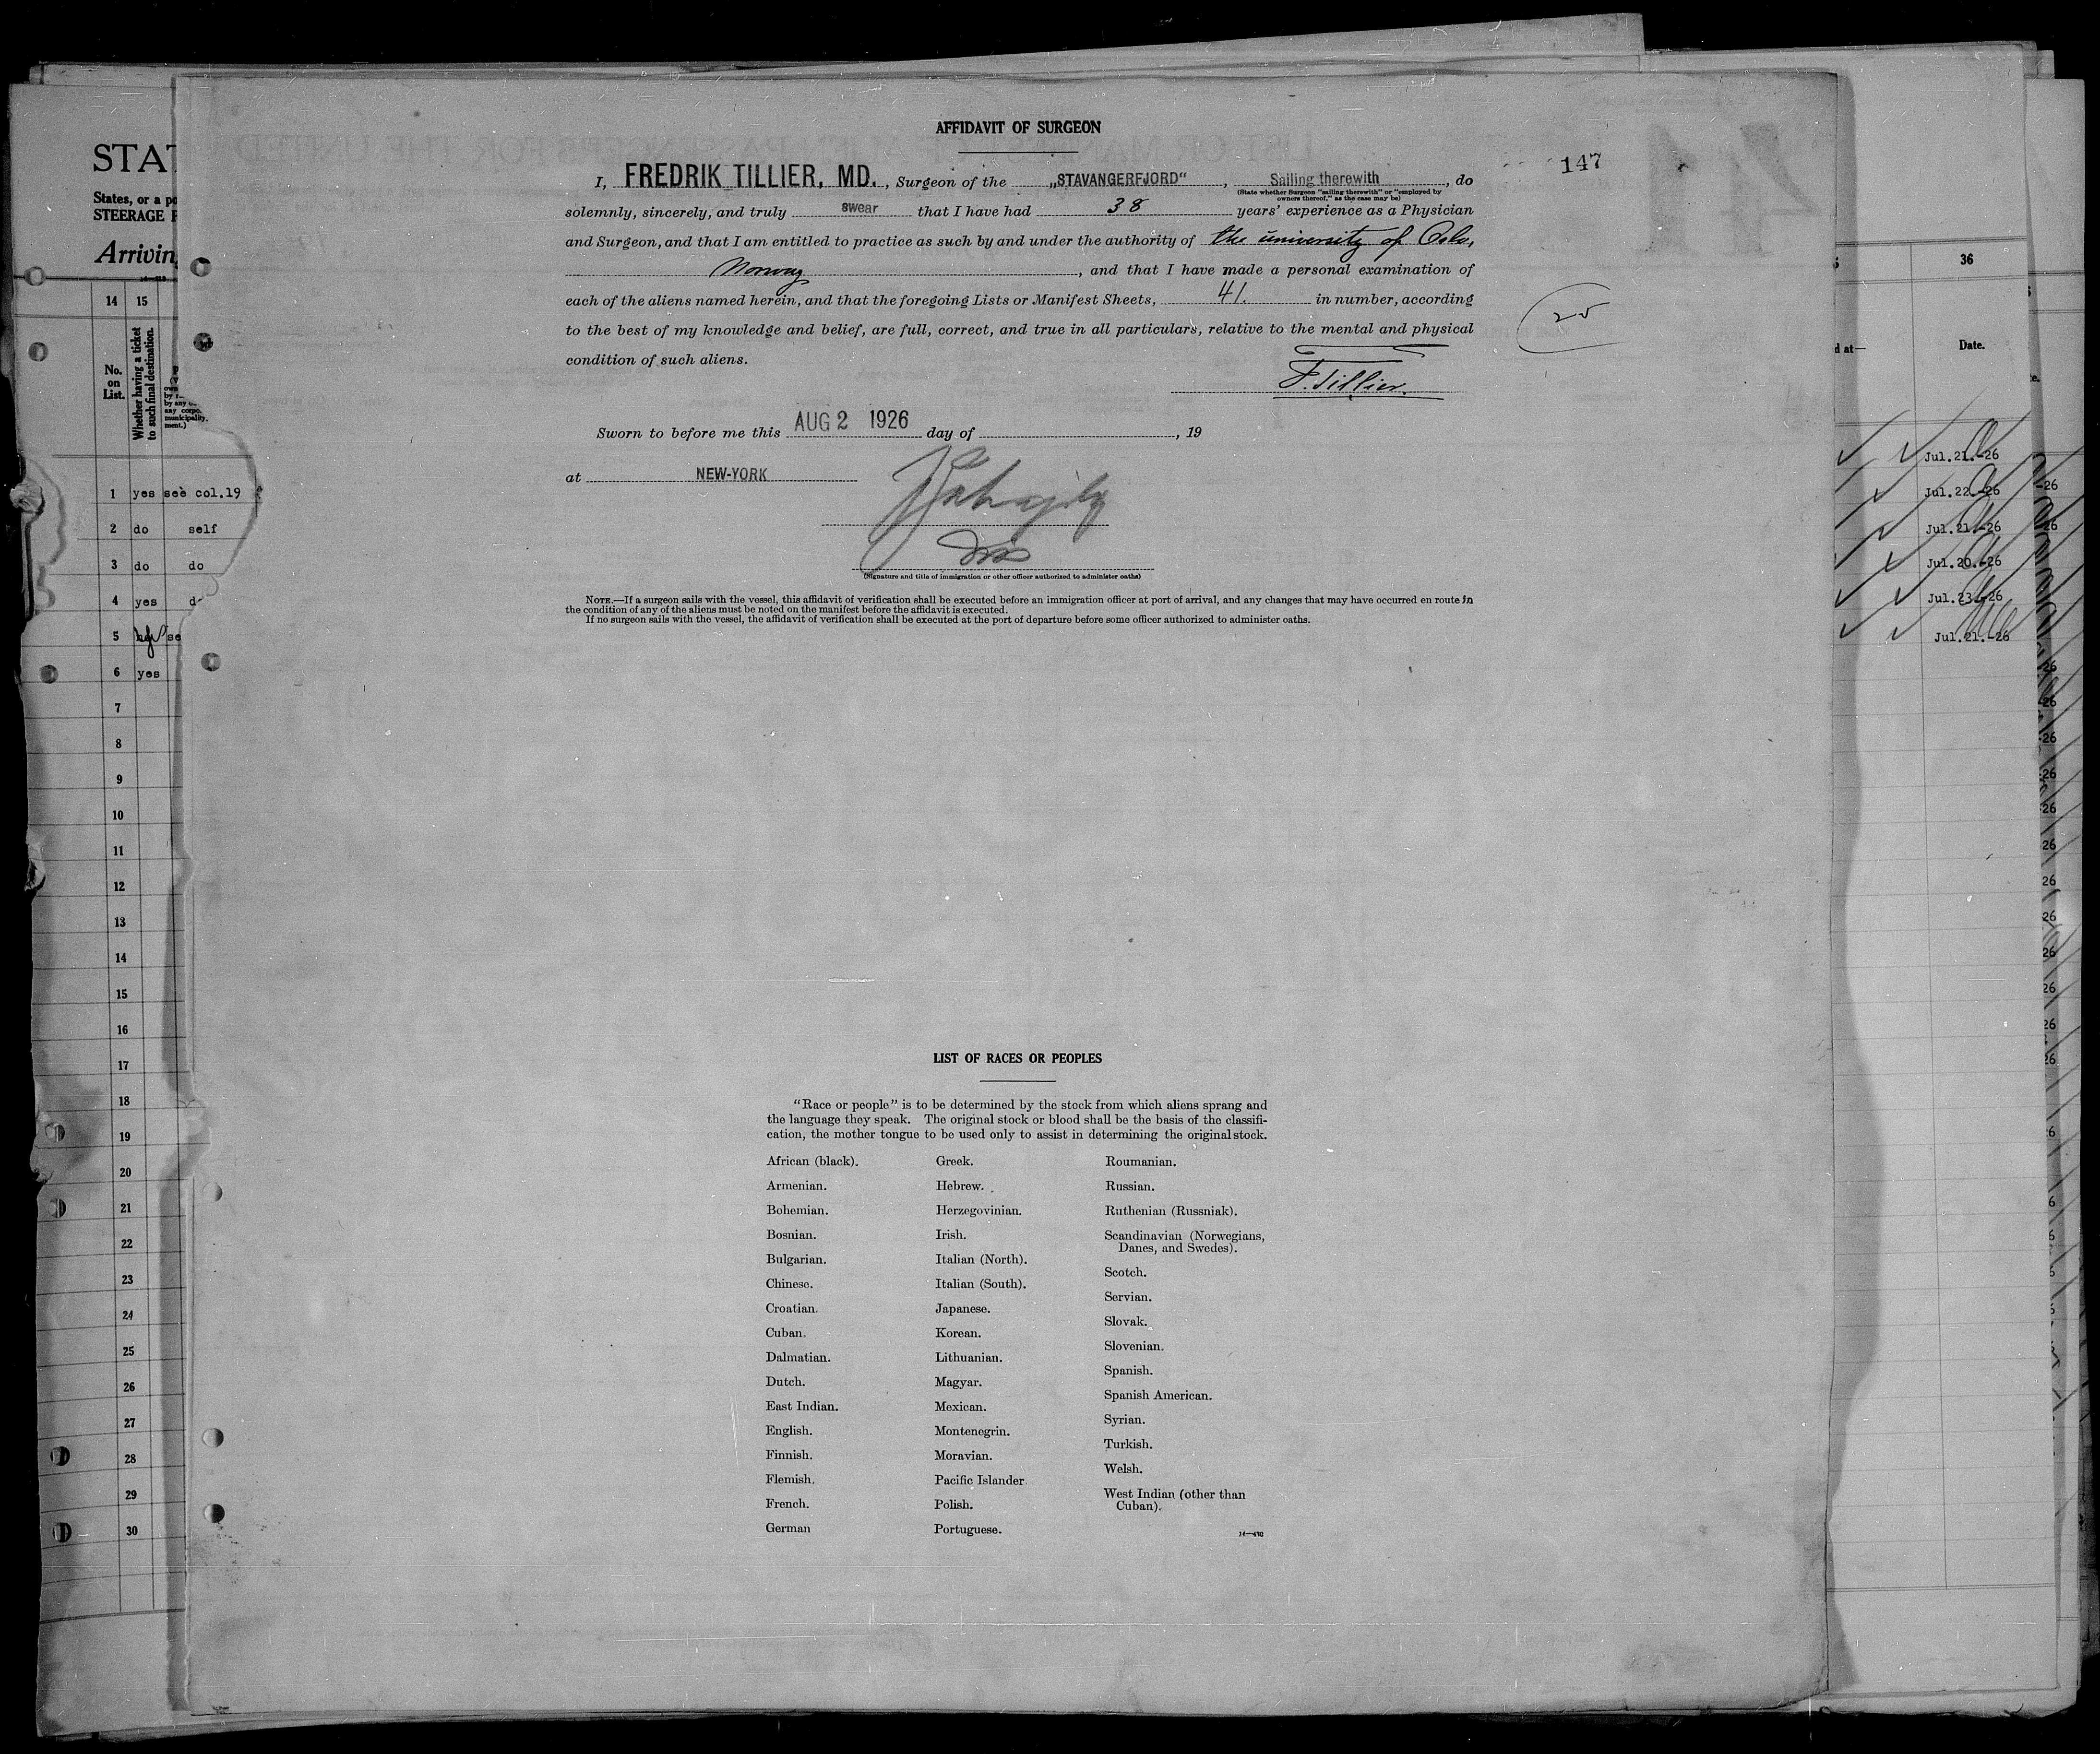 AFFIDAVIT OF SURGEON
147
I, FREDRIK TILLIER, MD., Surgeon of the „STAVANGERFJORD“, Sailing therewith, do
(State whether Surgeon "sailing therewith" or "employed by
owners thereof," as the case may be)
solemnly, sincerely, and truly swear that I have had 38 years' experience as a Physician
and Surgeon, and that I am entitled to practice as such by and under the authority of the university of Oslo,
Norway, and that I have made a personal examination of
each of the aliens named herein, and that the foregoing Lists or Manifest Sheets, 41. in number, according
to the best of my knowledge and belief, are full, correct, and true in all particulars, relative to the mental and physical
condition of such aliens.
F. Tillier.
Sworn to before me this AUG 2 1926 day of , 19
at NEW-YORK
(Signature and title of immigration or other officer authorized to administer oaths)
NOTE.—If a surgeon sails with the vessel, this affidavit of verification shall be executed before an immigration officer at port of arrival, and any changes that may have occurred en route in
the condition of any of the aliens must be noted on the manifest before the affidavit is executed.
If no surgeon sails with the vessel, the affidavit of verification shall be executed at the port of departure before some officer authorized to administer oaths.
LIST OF RACES OR PEOPLES
"Race or people" is to be determined by the stock from which aliens sprang and
the language they speak. The original stock or blood shall be the basis of the classifi-
cation, the mother tongue to be used only to assist in determining the original stock.
African (black).
Armenian.
Bohemian.
Bosnian.
Bulgarian.
Chinese.
Croatian.
Cuban.
Dalmatian.
Dutch.
East Indian.
English.
Finnish.
Flemish.
French.
German
Greek.
Hebrew.
Herzegovinian.
Irish.
Italian (North).
Italian (South).
Japanese.
Korean.
Lithuanian.
Magyar.
Mexican.
Montenegrin.
Moravian.
Pacific Islander.
Polish.
Portuguese.
Roumanian.
Russian.
Ruthenian (Russniak).
Scandinavian (Norwegians,
Danes, and Swedes).
Scotch.
Servian.
Slovak.
Slovenian.
Spanish.
Spanish American.
Syrian.
Turkish.
Welsh.
West Indian (other than
Cuban).
STAT
States, or a po
STEERAGE P
Arrivin
14 15
No.
on
List.
Whether having a ticket
to such final destination.
1 yes see col.19
2 do self
3 do do
4 yes
5
6 yes
7
8
9
10
11
12
13
14
15
16
17
18
19
20
21
22
23
24
25
26
27
28
29
30
36
d at—
Date.
Jul.21.-26
Jul.22.-26
Jul.21.-26
Jul.20.-26
Jul.23.-26
Jul.21.-26